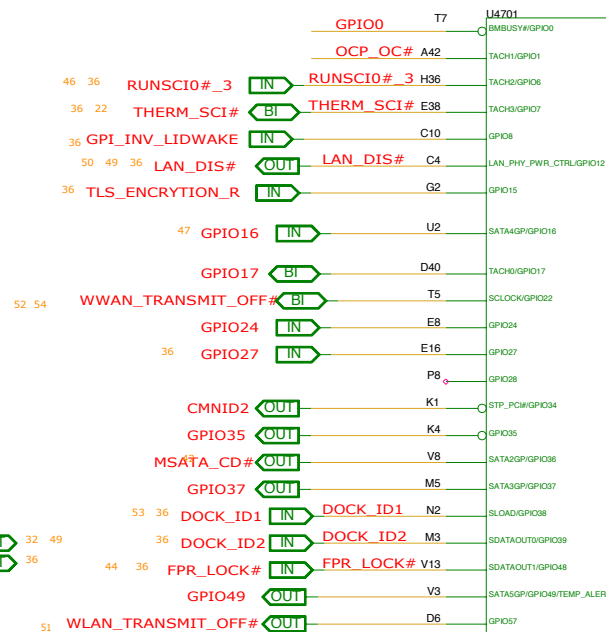 U4701
GPIO0 T7 BMBUSY#/GPIO0
OCP_OC# A42 TACH1/GPIO1
46 36 RUNSCI0#_3 IN RUNSCI0#_3 H36 TACH2/GPIO6
36 22 THERM_SCI# BI THERM_SCI# E38 TACH3/GPIO7
36 GPI_INV_LIDWAKE IN C10 GPIO8
50 49 36 LAN_DIS# OUT LAN_DIS# C4 LAN_PHY_PWR_CTRL/GPIO12
36 TLS_ENCRYTION_R IN G2 GPIO15
47 GPIO16 IN U2 SATA4GP/GPIO16
GPIO17 BI D40 TACH0/GPIO17
52 54 WWAN_TRANSMIT_OFF# BI T5 SCLOCK/GPIO22
GPIO24 IN E8 GPIO24
36 GPIO27 IN E16 GPIO27
P8 GPIO28
CMNID2 OUT K1 STP_PCI#/GPIO34
GPIO35 OUT K4 GPIO35
MSATA_CD# OUT V8 SATA2GP/GPIO36
GPIO37 OUT M5 SATA3GP/GPIO37
53 36 DOCK_ID1 IN DOCK_ID1 N2 SLOAD/GPIO38
32 49 36 DOCK_ID2 IN DOCK_ID2 M3 SDATAOUT0/GPIO39
36 44 36 FPR_LOCK# IN FPR_LOCK# V13 SDATAOUT1/GPIO48
GPIO49 OUT V3 SATA5GP/GPIO49/TEMP_ALER
51 WLAN_TRANSMIT_OFF# OUT D6 GPIO57